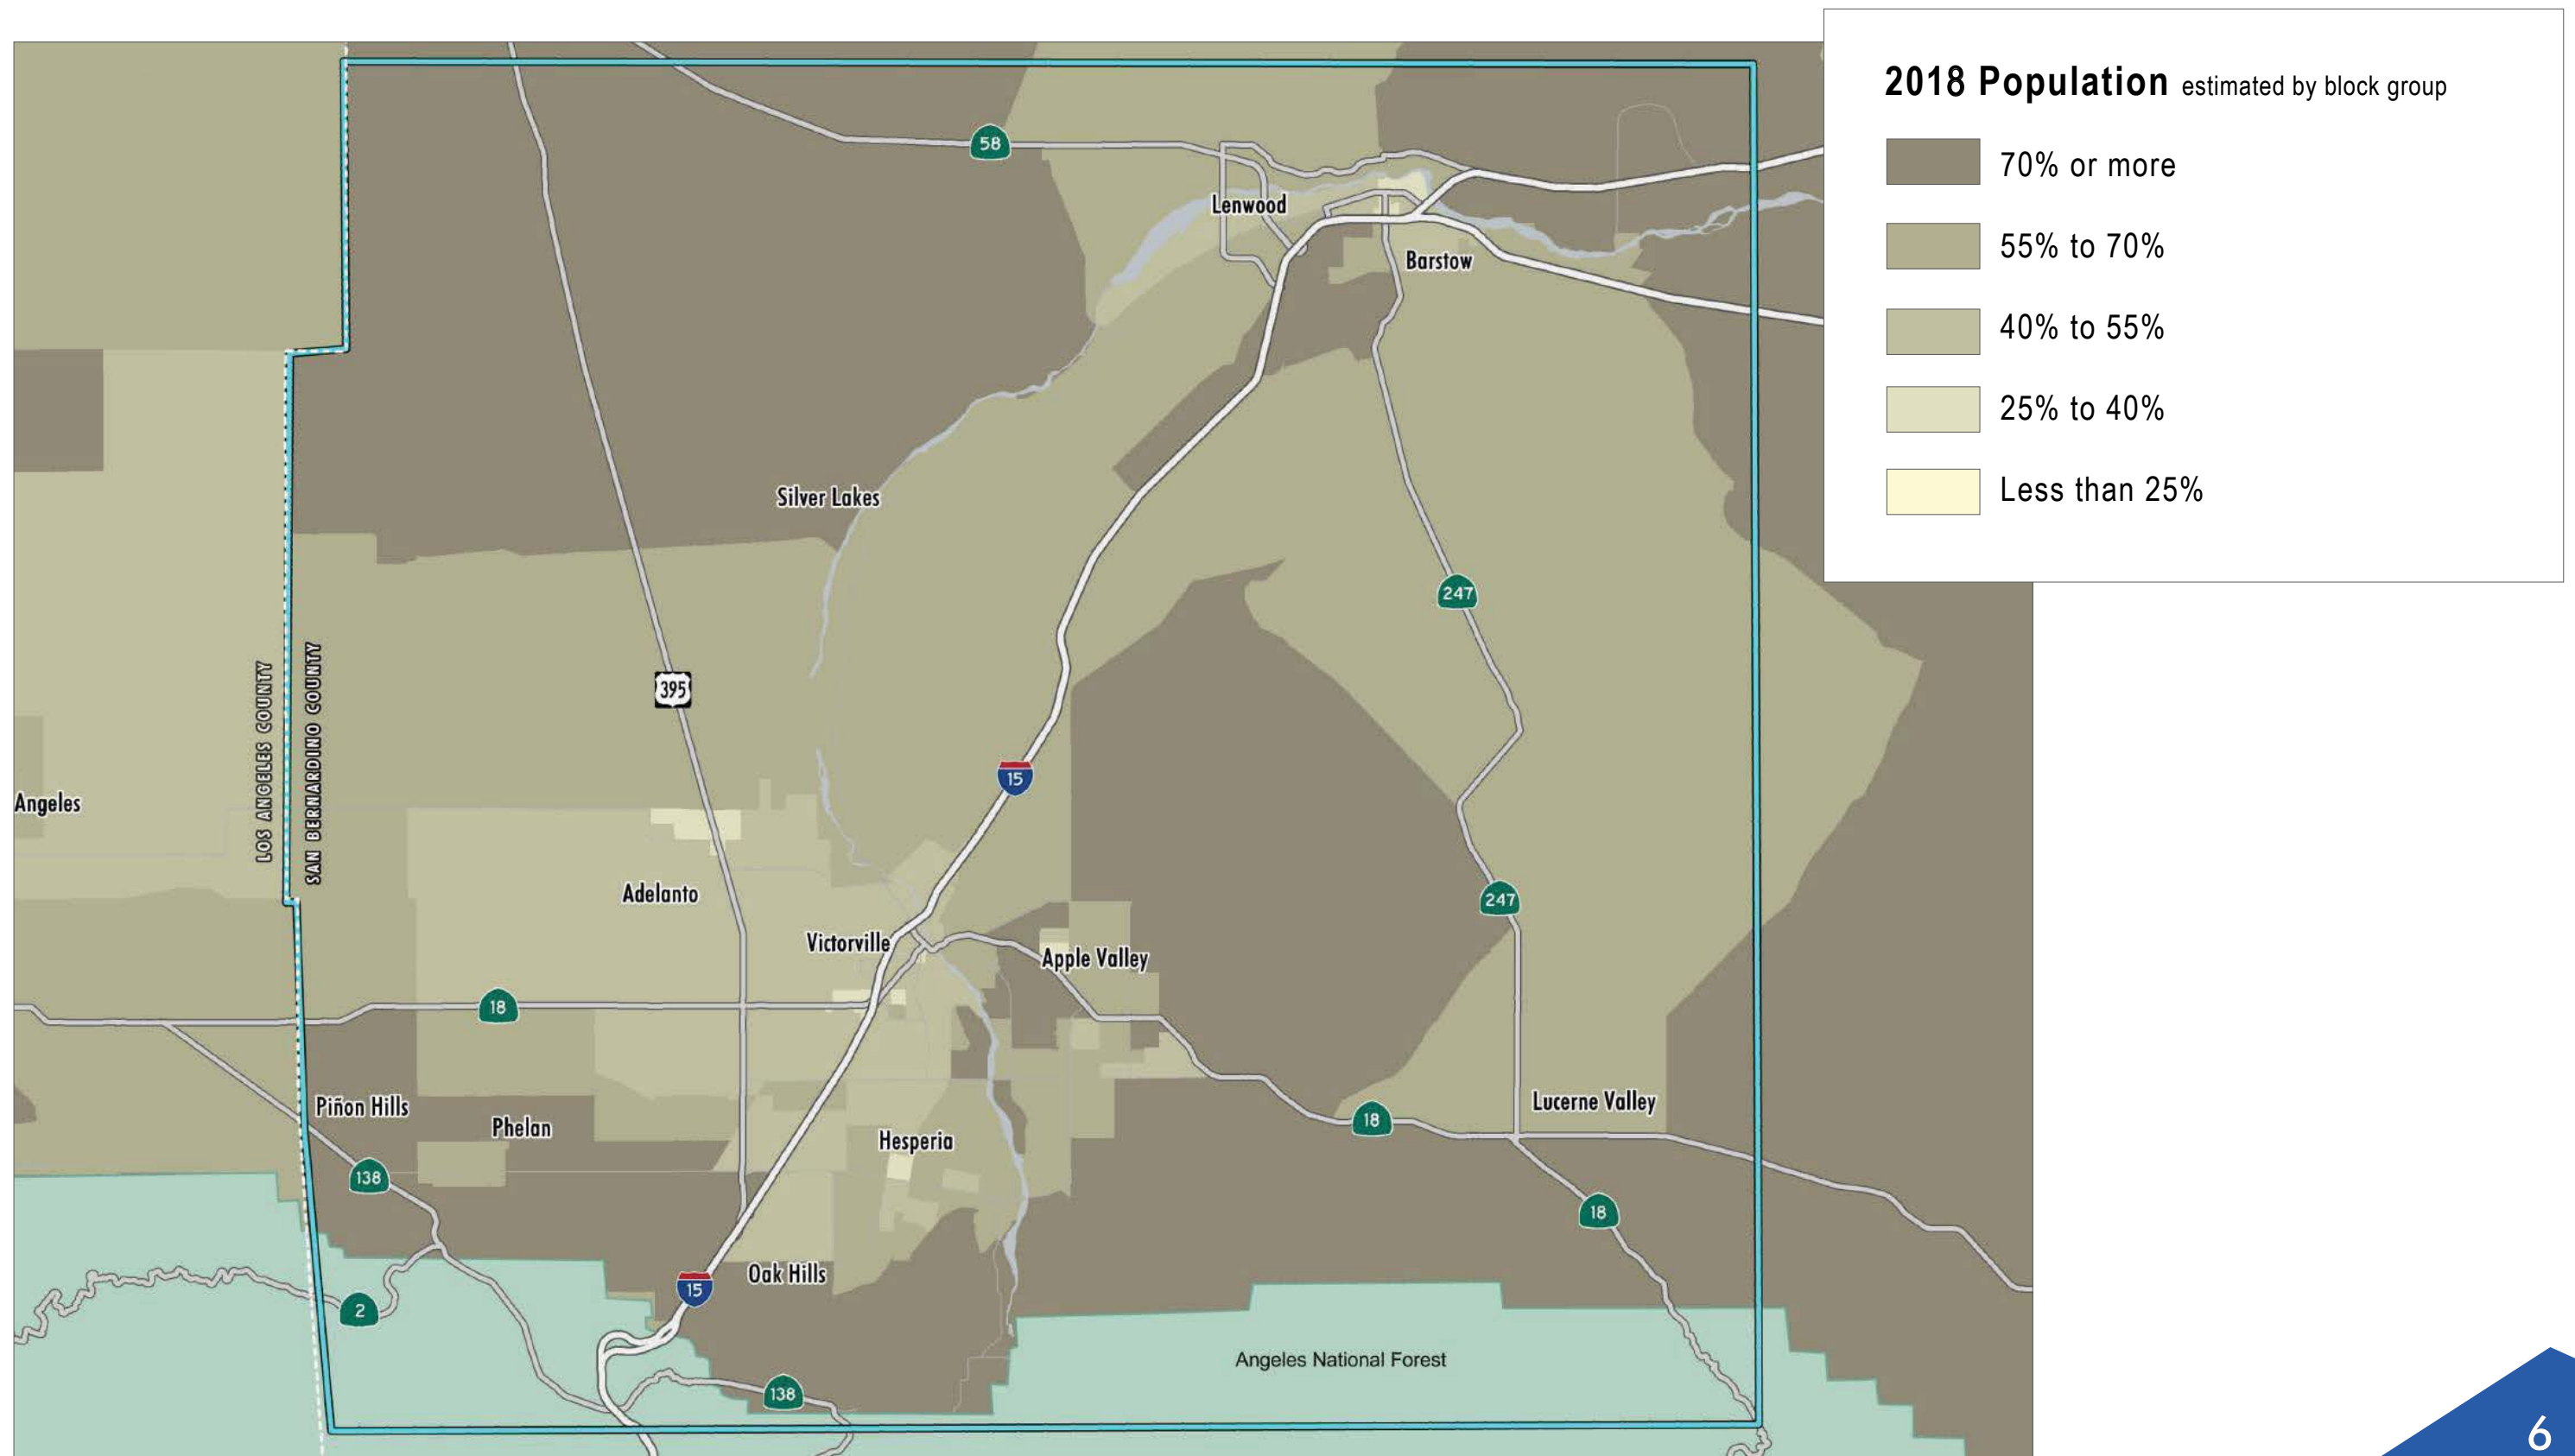 2018 Population estimated by block group
70% or more
55% to 70%
40% to 55%
25% to 40%
Less than 25%
58
Lenwood
Barstow
Silver Lakes
247
395
LOS ANGELES COUNTY
SAN BERNARDINO COUNTY
15
Angeles
Adelanto
247
Victorville
Apple Valley
18
Piñon Hills
Phelan
Hesperia
18
Lucerne Valley
138
18
Oak Hills
15
2
Angeles National Forest
138
6